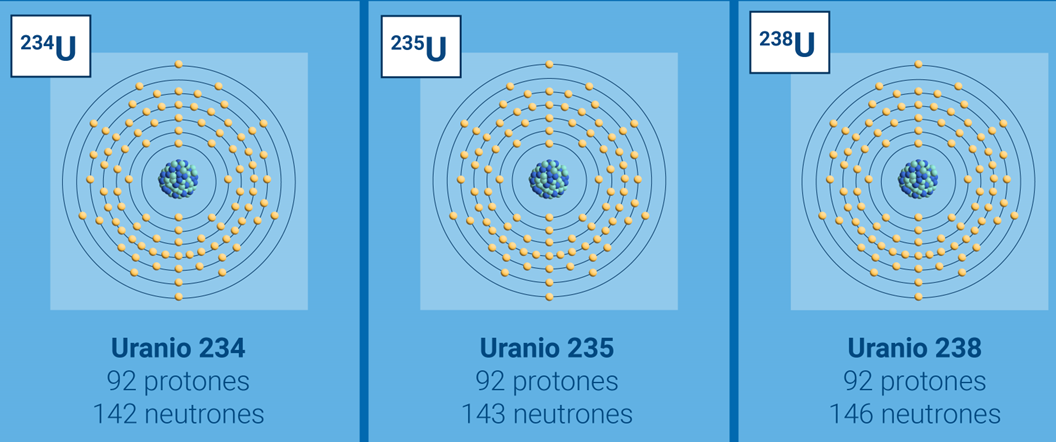 ²³⁴U
Uranio 234
92 protones
142 neutrones
²³⁵U
Uranio 235
92 protones
143 neutrones
²³⁸U
Uranio 238
92 protones
146 neutrones